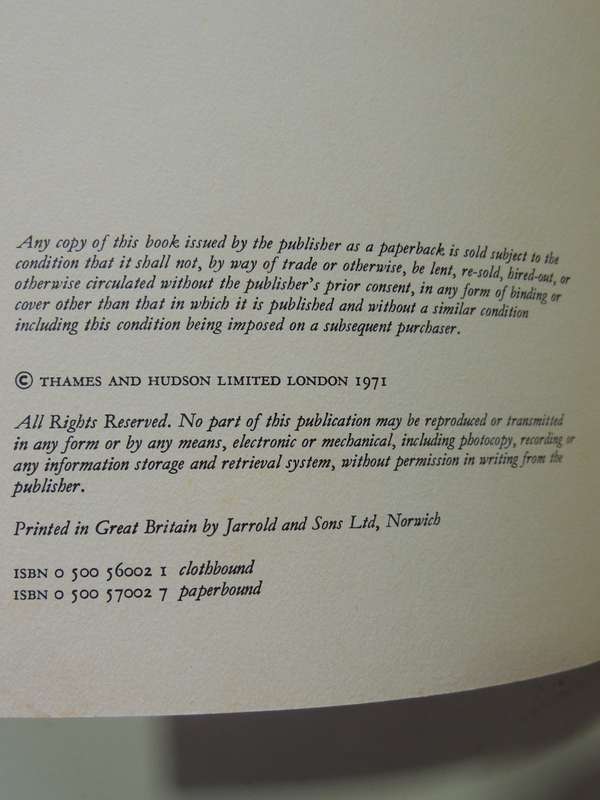 Any copy of this book issued by the publisher as a paperback is sold subject to the
condition that it shall not, by way of trade or otherwise, be lent, re-sold, hired-out, or
otherwise circulated without the publisher's prior consent, in any form of binding or
cover other than that in which it is published and without a similar condition
including this condition being imposed on a subsequent purchaser.
© THAMES AND HUDSON LIMITED LONDON 1971
All Rights Reserved. No part of this publication may be reproduced or transmitted
in any form or by any means, electronic or mechanical, including photocopy, recording or
any information storage and retrieval system, without permission in writing from the
publisher.
Printed in Great Britain by Jarrold and Sons Ltd, Norwich
ISBN 0 500 56002 1 clothbound
ISBN 0 500 57002 7 paperbound